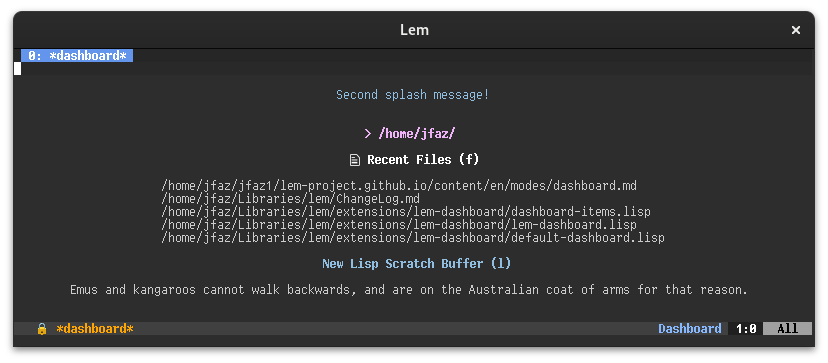 Lem
0: *dashboard*
Second splash message!
> /home/jfaz/
Recent Files (f)
/home/jfaz/jfaz1/lem-project.github.io/content/en/modes/dashboard.md
/home/jfaz/Libraries/lem/ChangeLog.md
/home/jfaz/Libraries/lem/extensions/lem-dashboard/dashboard-items.lisp
/home/jfaz/Libraries/lem/extensions/lem-dashboard/lem-dashboard.lisp
/home/jfaz/Libraries/lem/extensions/lem-dashboard/default-dashboard.lisp
New Lisp Scratch Buffer (l)
Emus and kangaroos cannot walk backwards, and are on the Australian coat of arms for that reason.
*dashboard* Dashboard 1:0 All